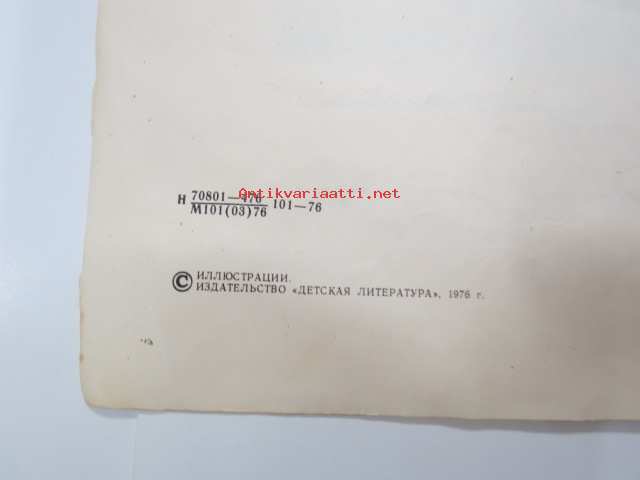 Antikvariaatti.net
Н 70801—476 101—76
М101(03)76
© ИЛЛЮСТРАЦИИ.
ИЗДАТЕЛЬСТВО «ДЕТСКАЯ ЛИТЕРАТУРА», 1976 г.